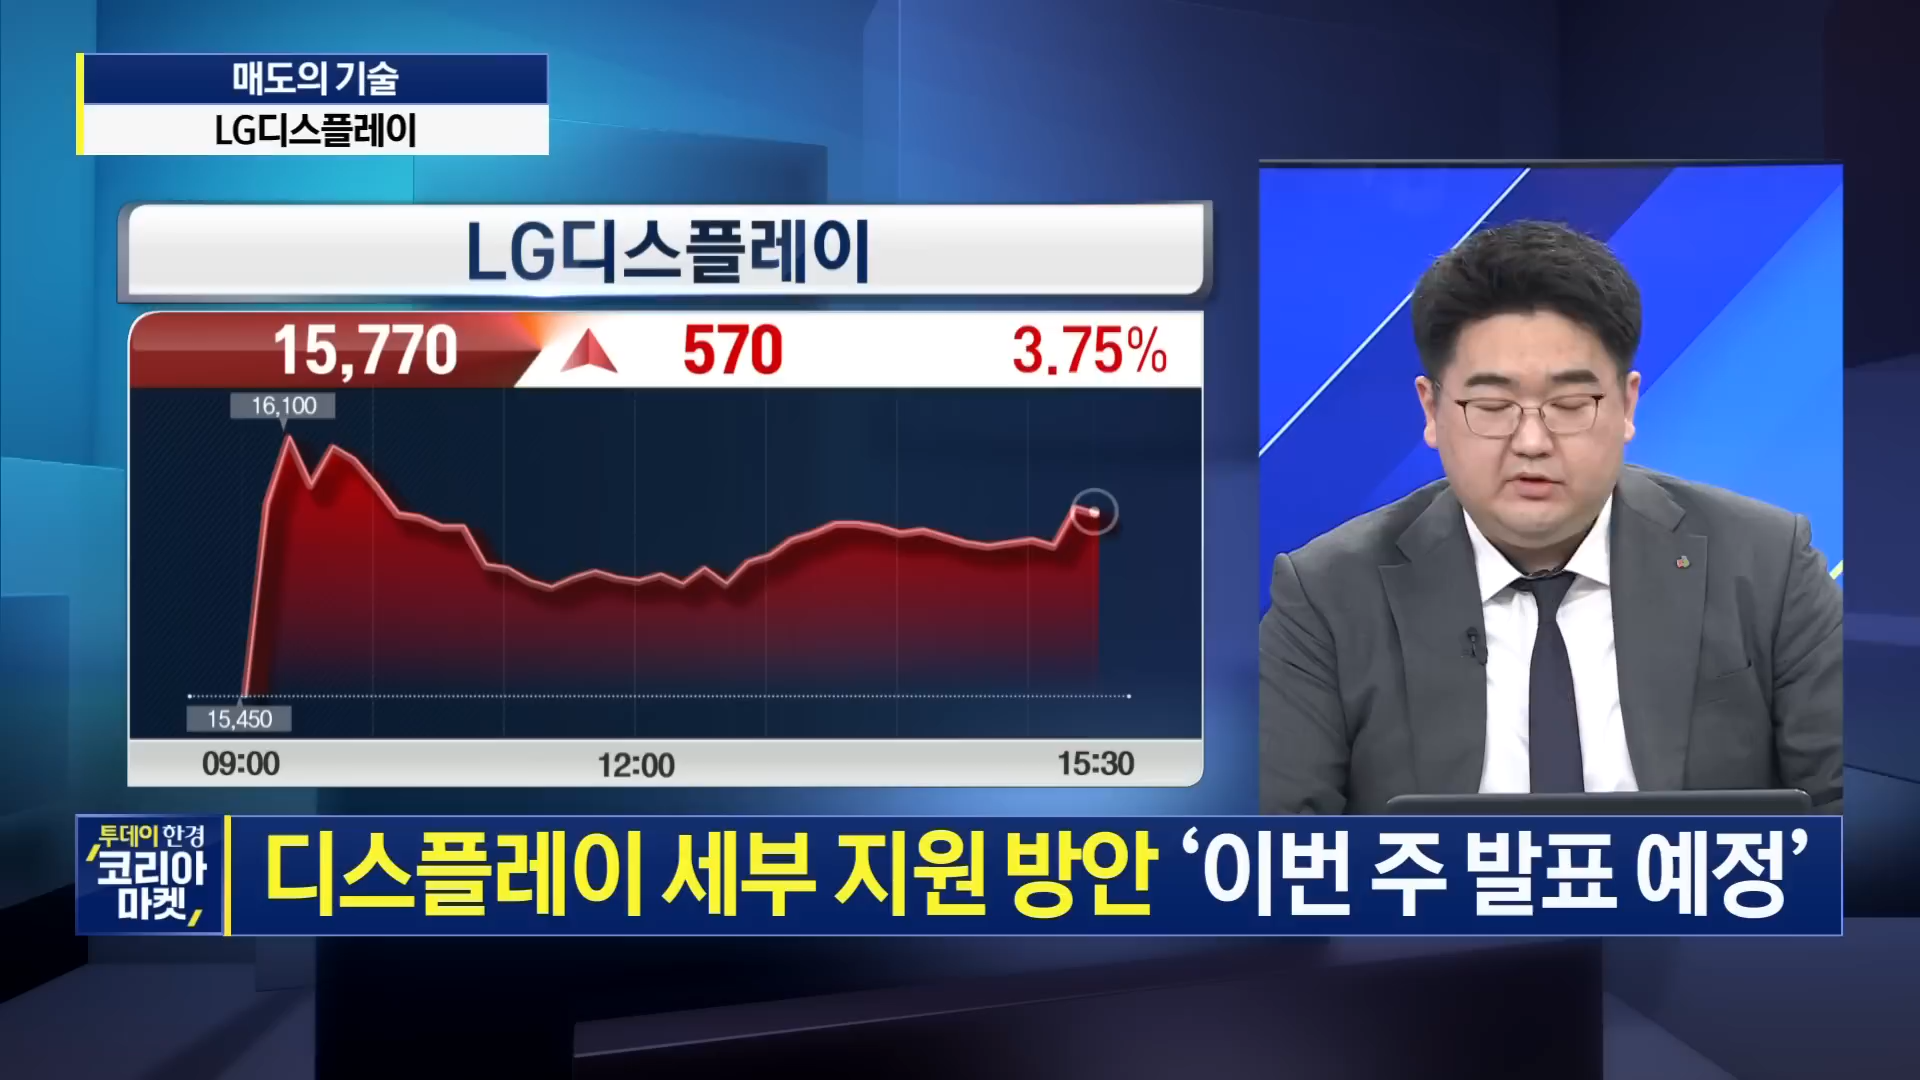 매도의 기술
LG디스플레이
LG디스플레이
15,770 570 3.75%
16,100
15,450
09:00 12:00 15:30
투데이 한경
코리아
마켓
디스플레이 세부 지원 방안 ‘이번 주 발표 예정’